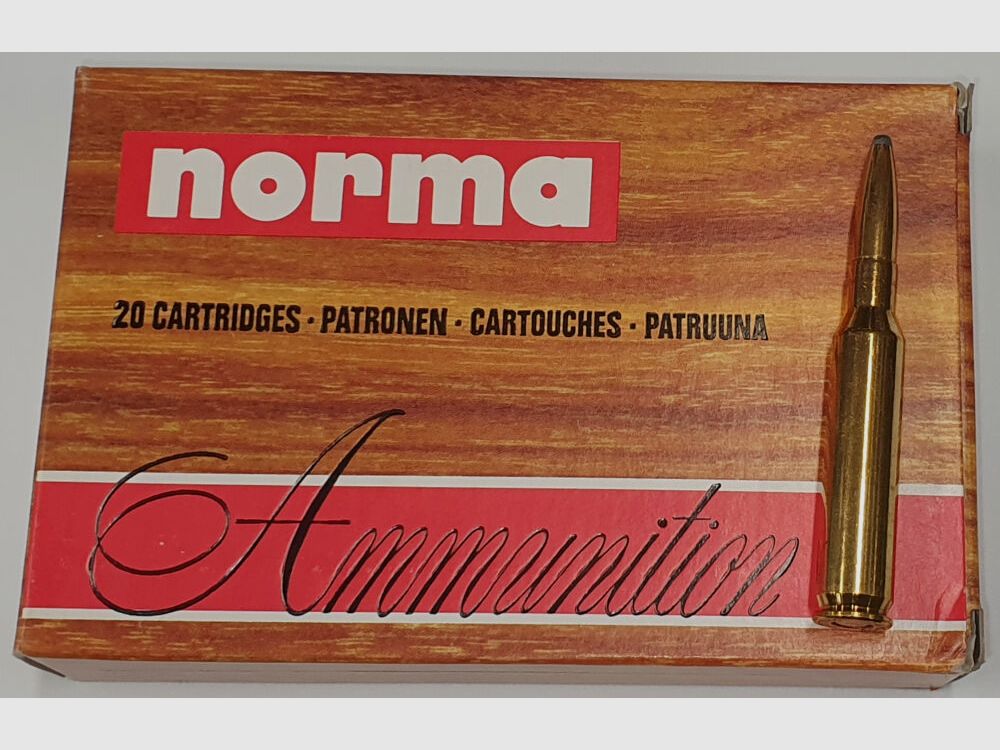 norma
20 CARTRIDGES · PATRONEN · CARTOUCHES · PATRUUNA
Ammunition